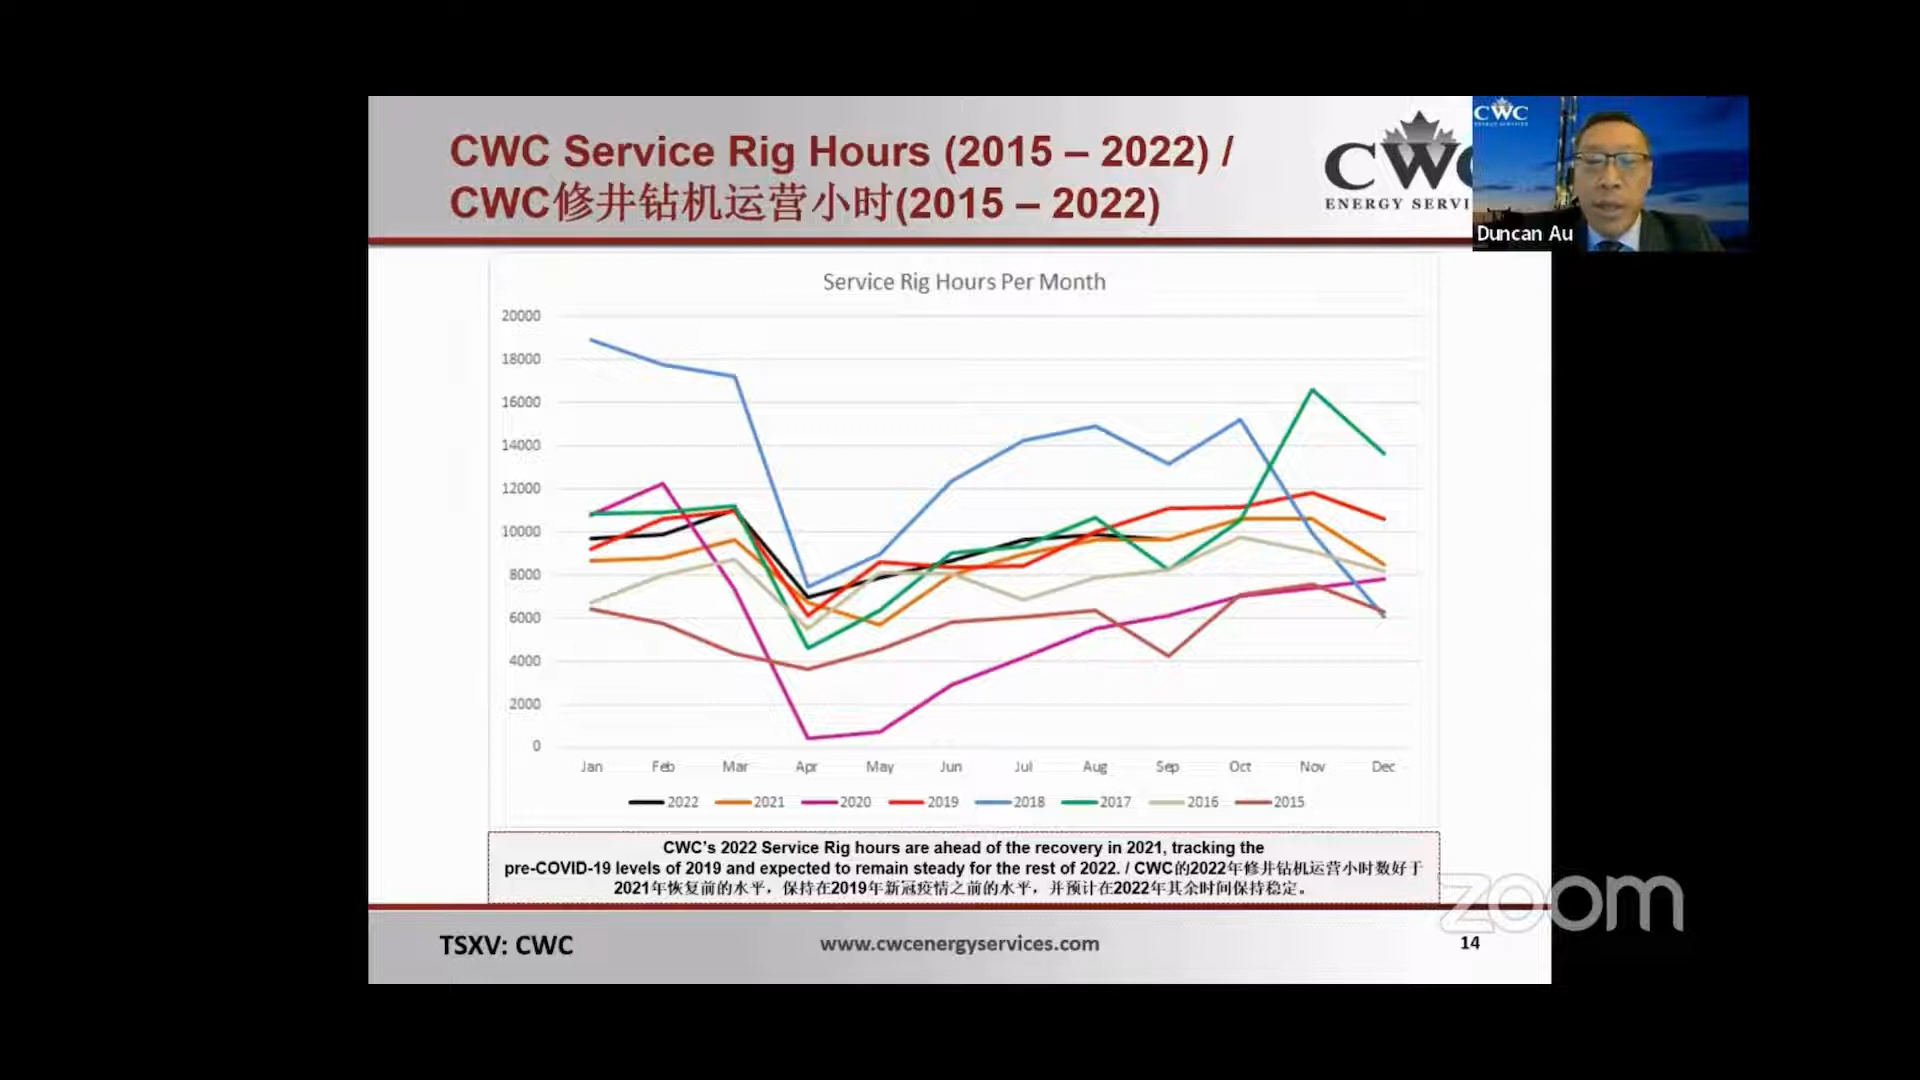 CWC Service Rig Hours (2015 – 2022) /
CWC修井钻机运营小时(2015 – 2022)
CWC
ENERGY SERVI
CWC
Duncan Au
Service Rig Hours Per Month
20000
18000
16000
14000
12000
10000
8000
6000
4000
2000
0
Jan Feb Mar Apr May Jun Jul Aug Sep Oct Nov Dec
2022 2021 2020 2019 2018 2017 2016 2015
CWC's 2022 Service Rig hours are ahead of the recovery in 2021, tracking the
pre-COVID-19 levels of 2019 and expected to remain steady for the rest of 2022. / CWC的2022年修井钻机运营小时数好于
2021年恢复前的水平，保持在2019年新冠疫情之前的水平，并预计在2022年其余时间保持稳定。
zoom
TSXV: CWC
www.cwcenergyservices.com
14